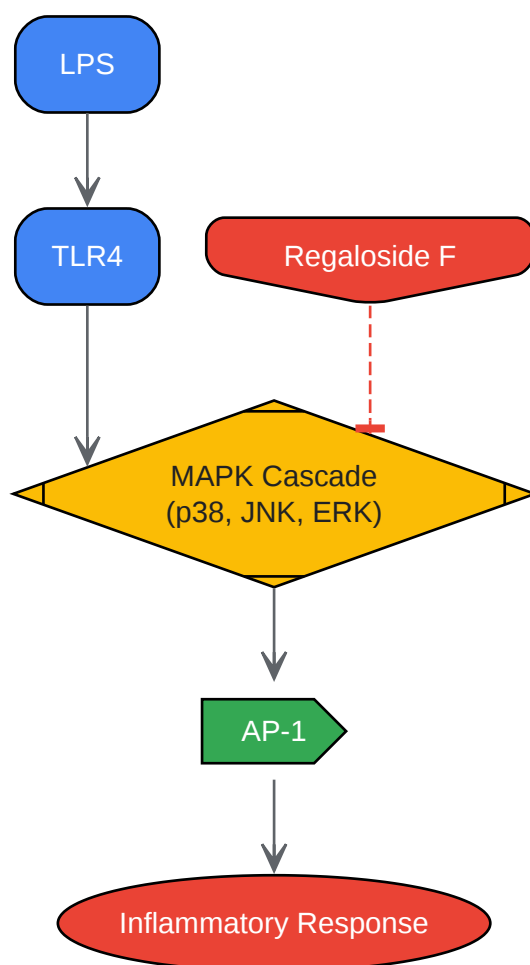 LPS
TLR4
Regaloside F
MAPK Cascade
(p38, JNK, ERK)
AP-1
Inflammatory Response